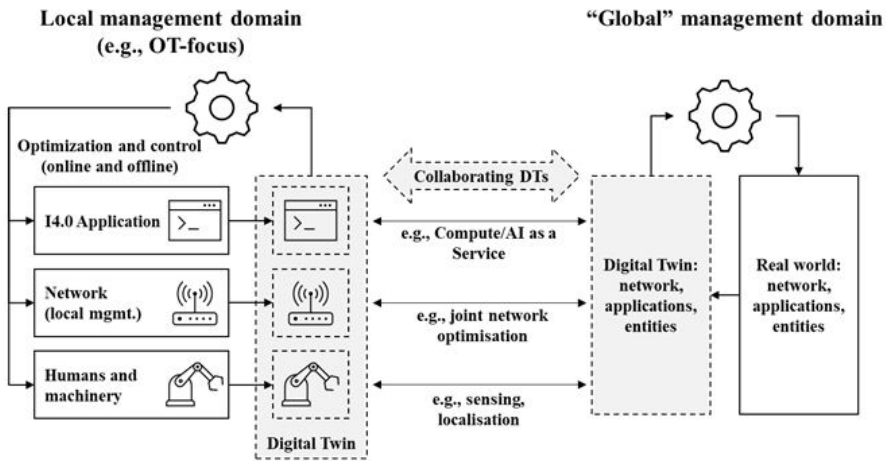 Local management domain
(e.g., OT-focus)
“Global” management domain
Optimization and control
(online and offline)
I4.0 Application
Network
(local mgmt.)
Humans and
machinery
Digital Twin
Collaborating DTs
e.g., Compute/AI as a
Service
e.g., joint network
optimisation
e.g., sensing,
localisation
Digital Twin:
network,
applications,
entities
Real world:
network,
applications,
entities